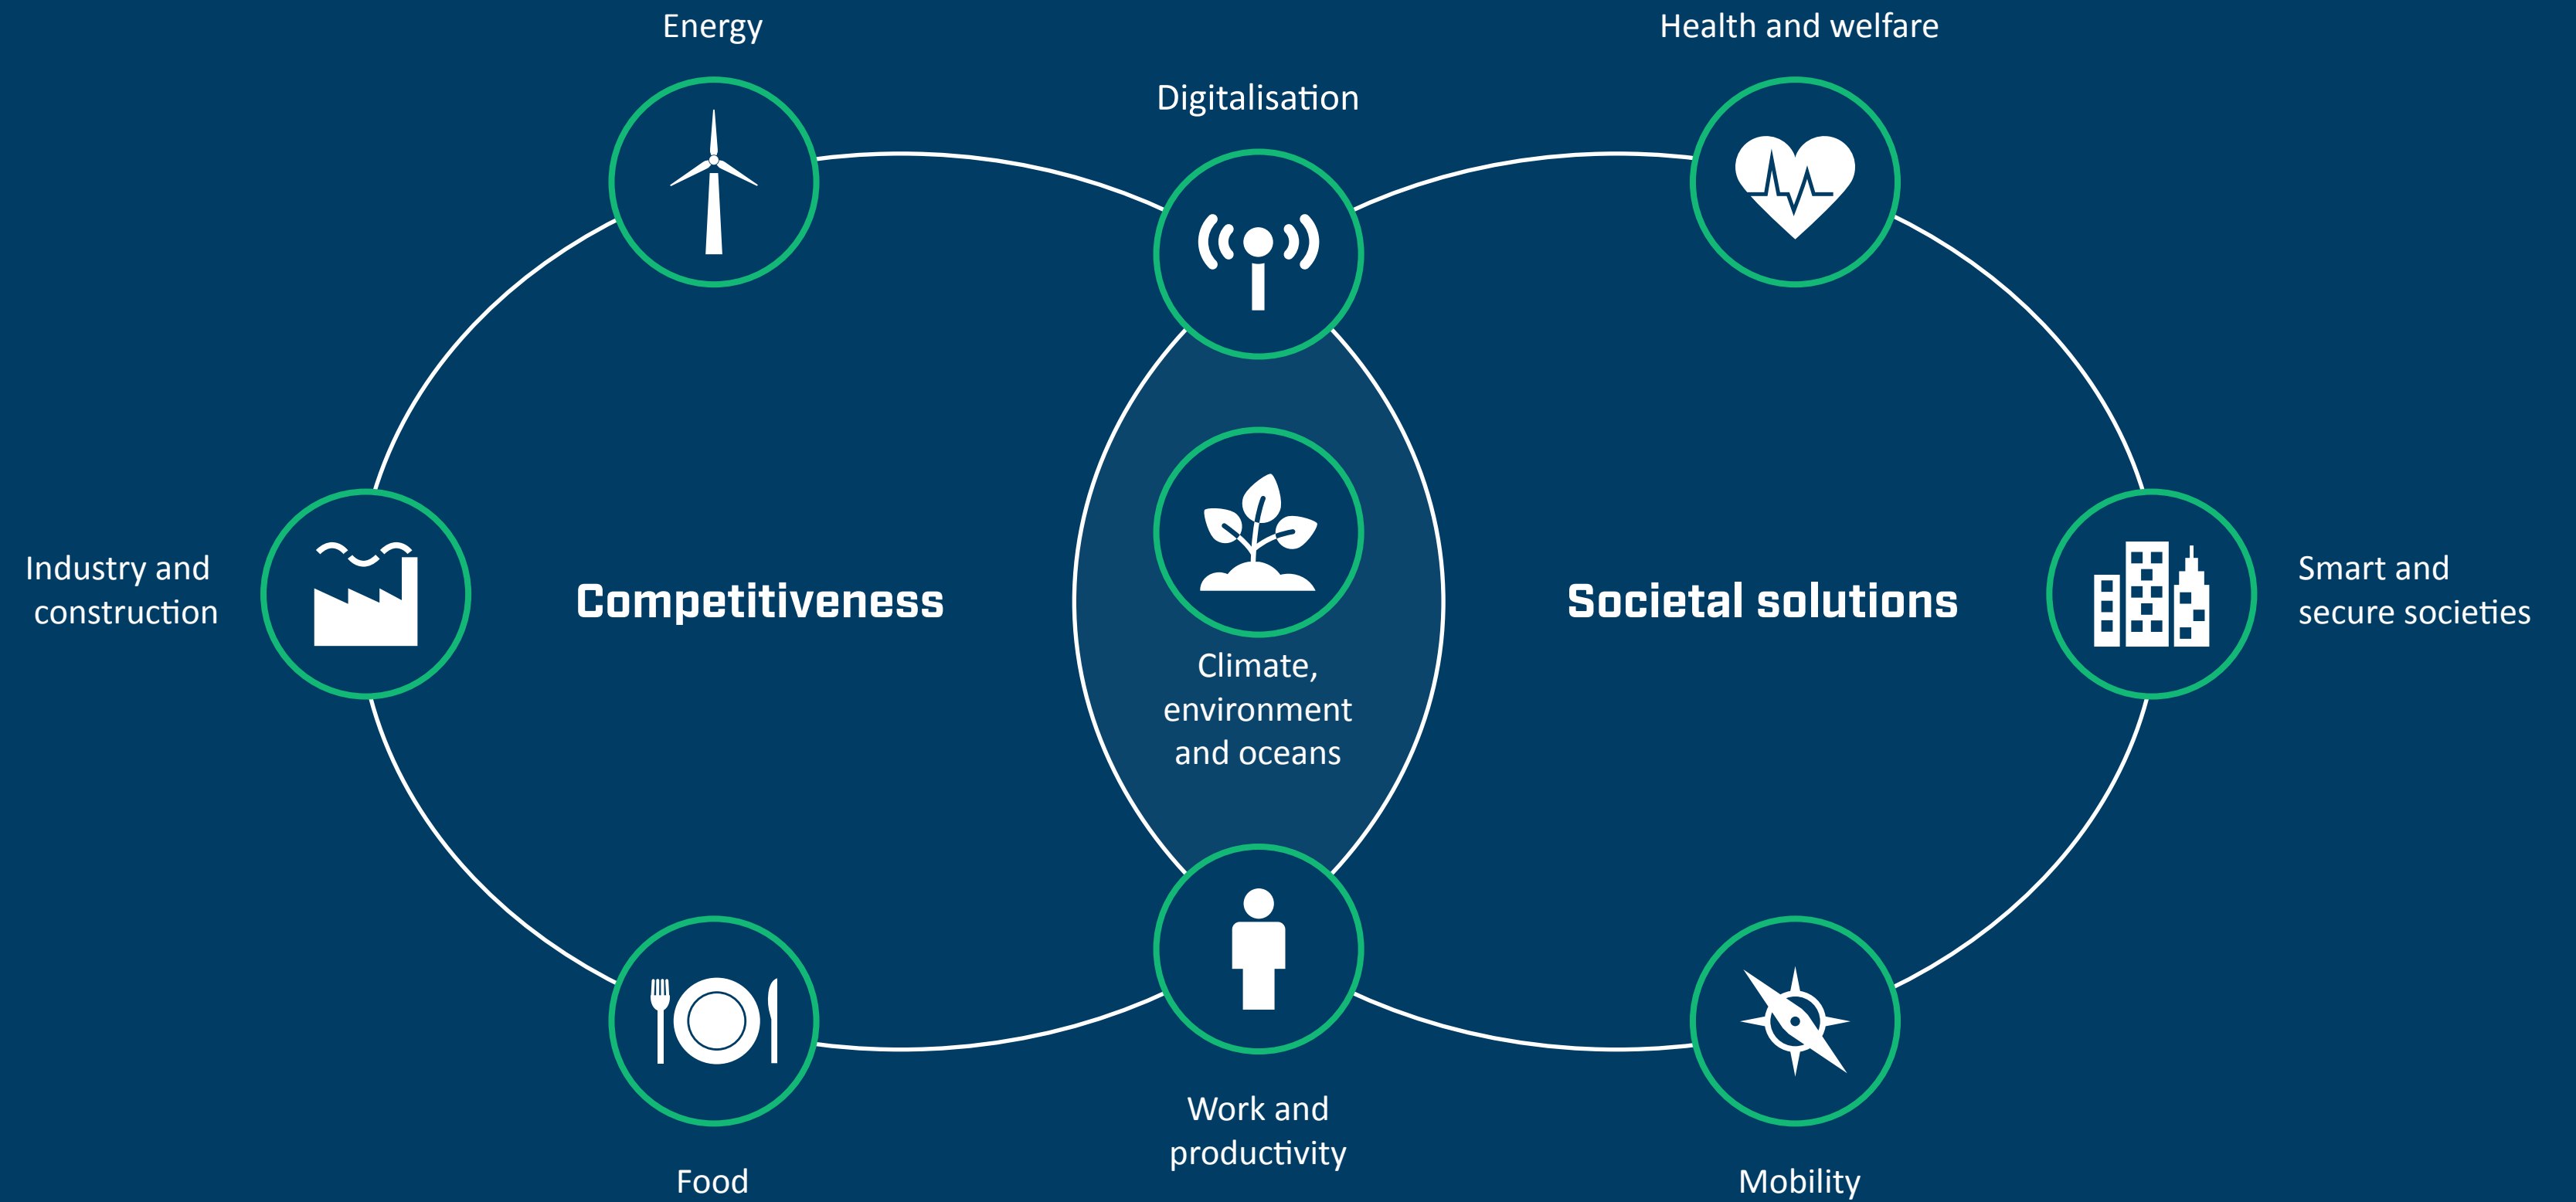 Energy
Health and welfare
Digitalisation
Industry and
construction
Competitiveness
Societal solutions
Smart and
secure societies
Climate,
environment
and oceans
Work and
productivity
Food
Mobility